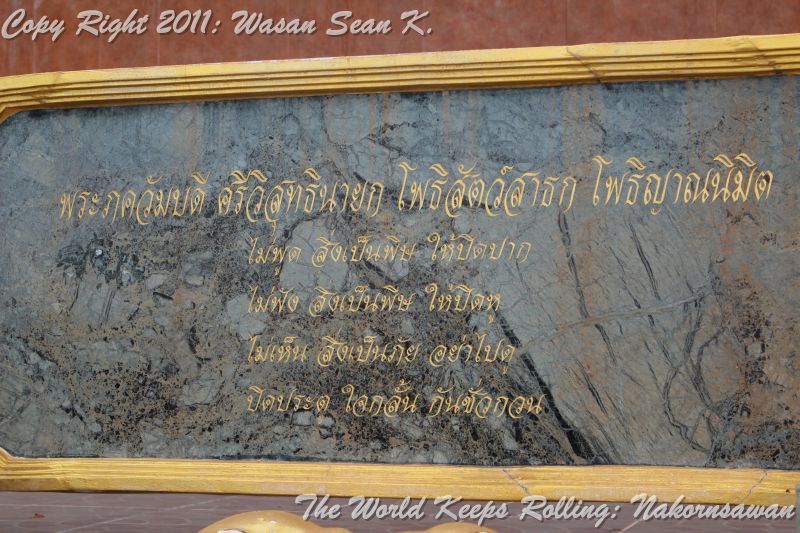 Copy Right 2011: Wasan Sean K.
พระภควัมบดี ศรีวิสุทธินายก โพธิสัตว์สาธก โพธิญาณนิมิต
ไม่พูด สิ่งเป็นพิษ ให้ปิดปาก
ไม่ฟัง สิ่งเป็นพิษ ให้ปิดหู
ไม่เห็น สิ่งเป็นภัย อย่าไปดู
ปิดประตู ใจกลั้น กันชั่วกวน
The World Keeps Rolling: Nakornsawan